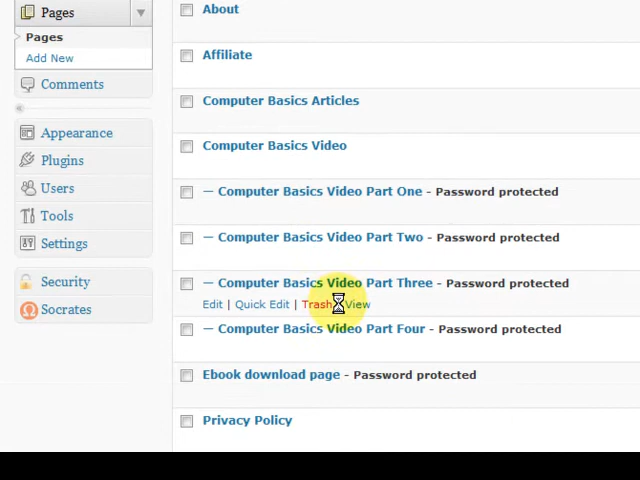 Pages
Pages
Add New
Comments
Appearance
Plugins
Users
Tools
Settings
Security
Socrates
About
Affiliate
Computer Basics Articles
Computer Basics Video
— Computer Basics Video Part One - Password protected
— Computer Basics Video Part Two - Password protected
— Computer Basics Video Part Three - Password protected
Edit | Quick Edit | Trash View
— Computer Basics Video Part Four - Password protected
Ebook download page - Password protected
Privacy Policy